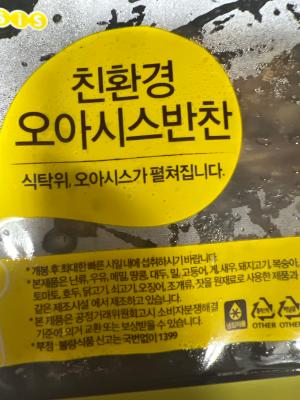 SIS
친환경
오아시스반찬
식탁위, 오아시스가 펼쳐집니다.
* 개봉 후 최대한 빠른 시일 내에 섭취하시기 바랍니다.
* 본제품은 난류, 우유, 메밀, 땅콩, 대두, 밀, 고등어, 게, 새우, 돼지고기, 복숭아,
토마토, 호두, 닭고기, 쇠고기, 오징어, 조개류, 잣을 원재료로 사용한 제품과
같은 제조시설 에서 제조하고 있습니다.
* 본 제품은 공정거래위원회고시 소비자분쟁해결
기준에 의거 교환 또는 보상받을 수 있습니다.
* 부정·불량식품 신고는 국번없이 1399
냉장식품
OTHER OTHER